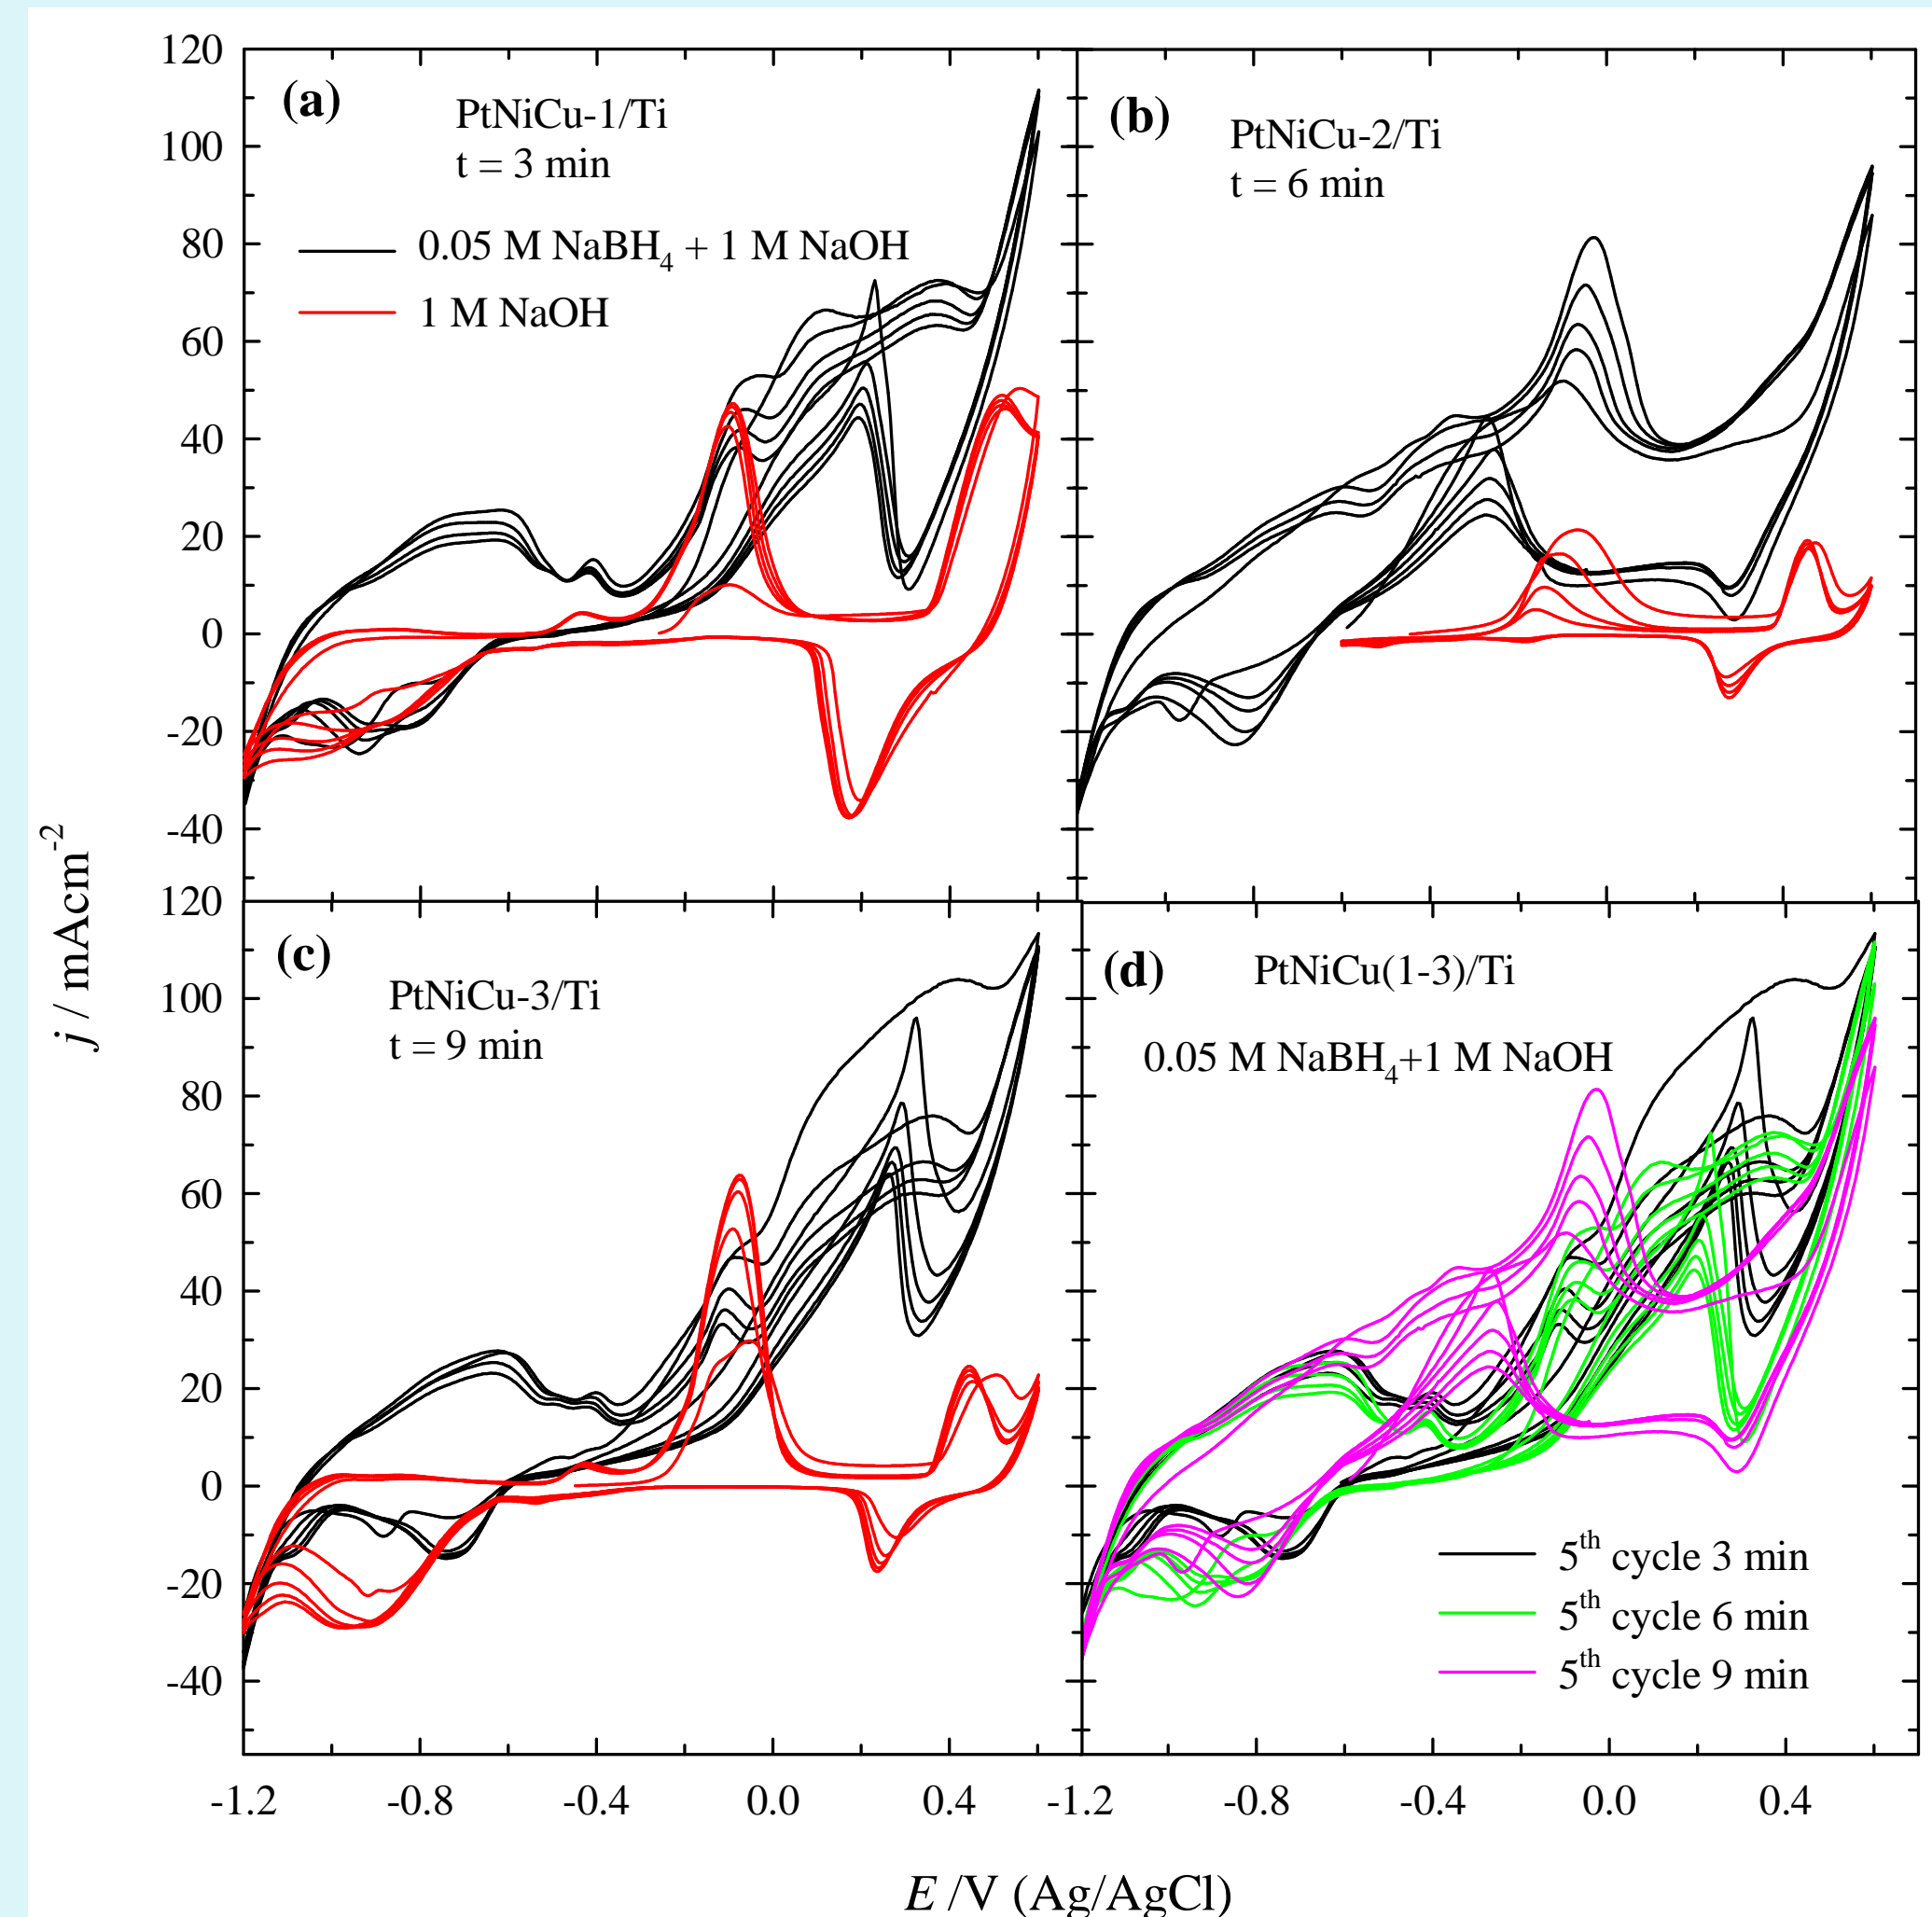 (a)
PtNiCu-1/Ti
t = 3 min
0.05 M NaBH4 + 1 M NaOH
1 M NaOH
(b)
PtNiCu-2/Ti
t = 6 min
120
100
80
60
40
20
0
-20
-40
(c)
PtNiCu-3/Ti
t = 9 min
(d)
PtNiCu(1-3)/Ti
0.05 M NaBH4+1 M NaOH
5th cycle 3 min
5th cycle 6 min
5th cycle 9 min
120
100
80
60
40
20
0
-20
-40
j / mAcm-2
-1.2 -0.8 -0.4 0.0 0.4 -1.2 -0.8 -0.4 0.0 0.4
E /V (Ag/AgCl)